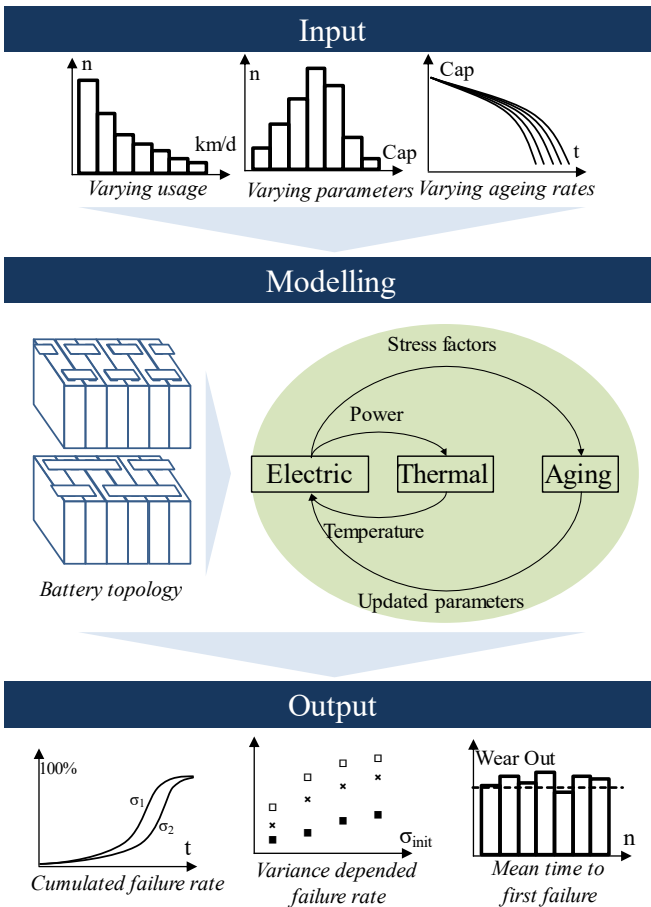 Input
n
km/d
Varying usage
n
Cap
Varying parameters
Cap
t
Varying ageing rates
Modelling
Battery topology
Stress factors
Power
Electric
Thermal
Aging
Temperature
Updated parameters
Output
100%
σ1
σ2
t
Cumulated failure rate
σinit
Variance depended
failure rate
Wear Out
n
Mean time to
first failure